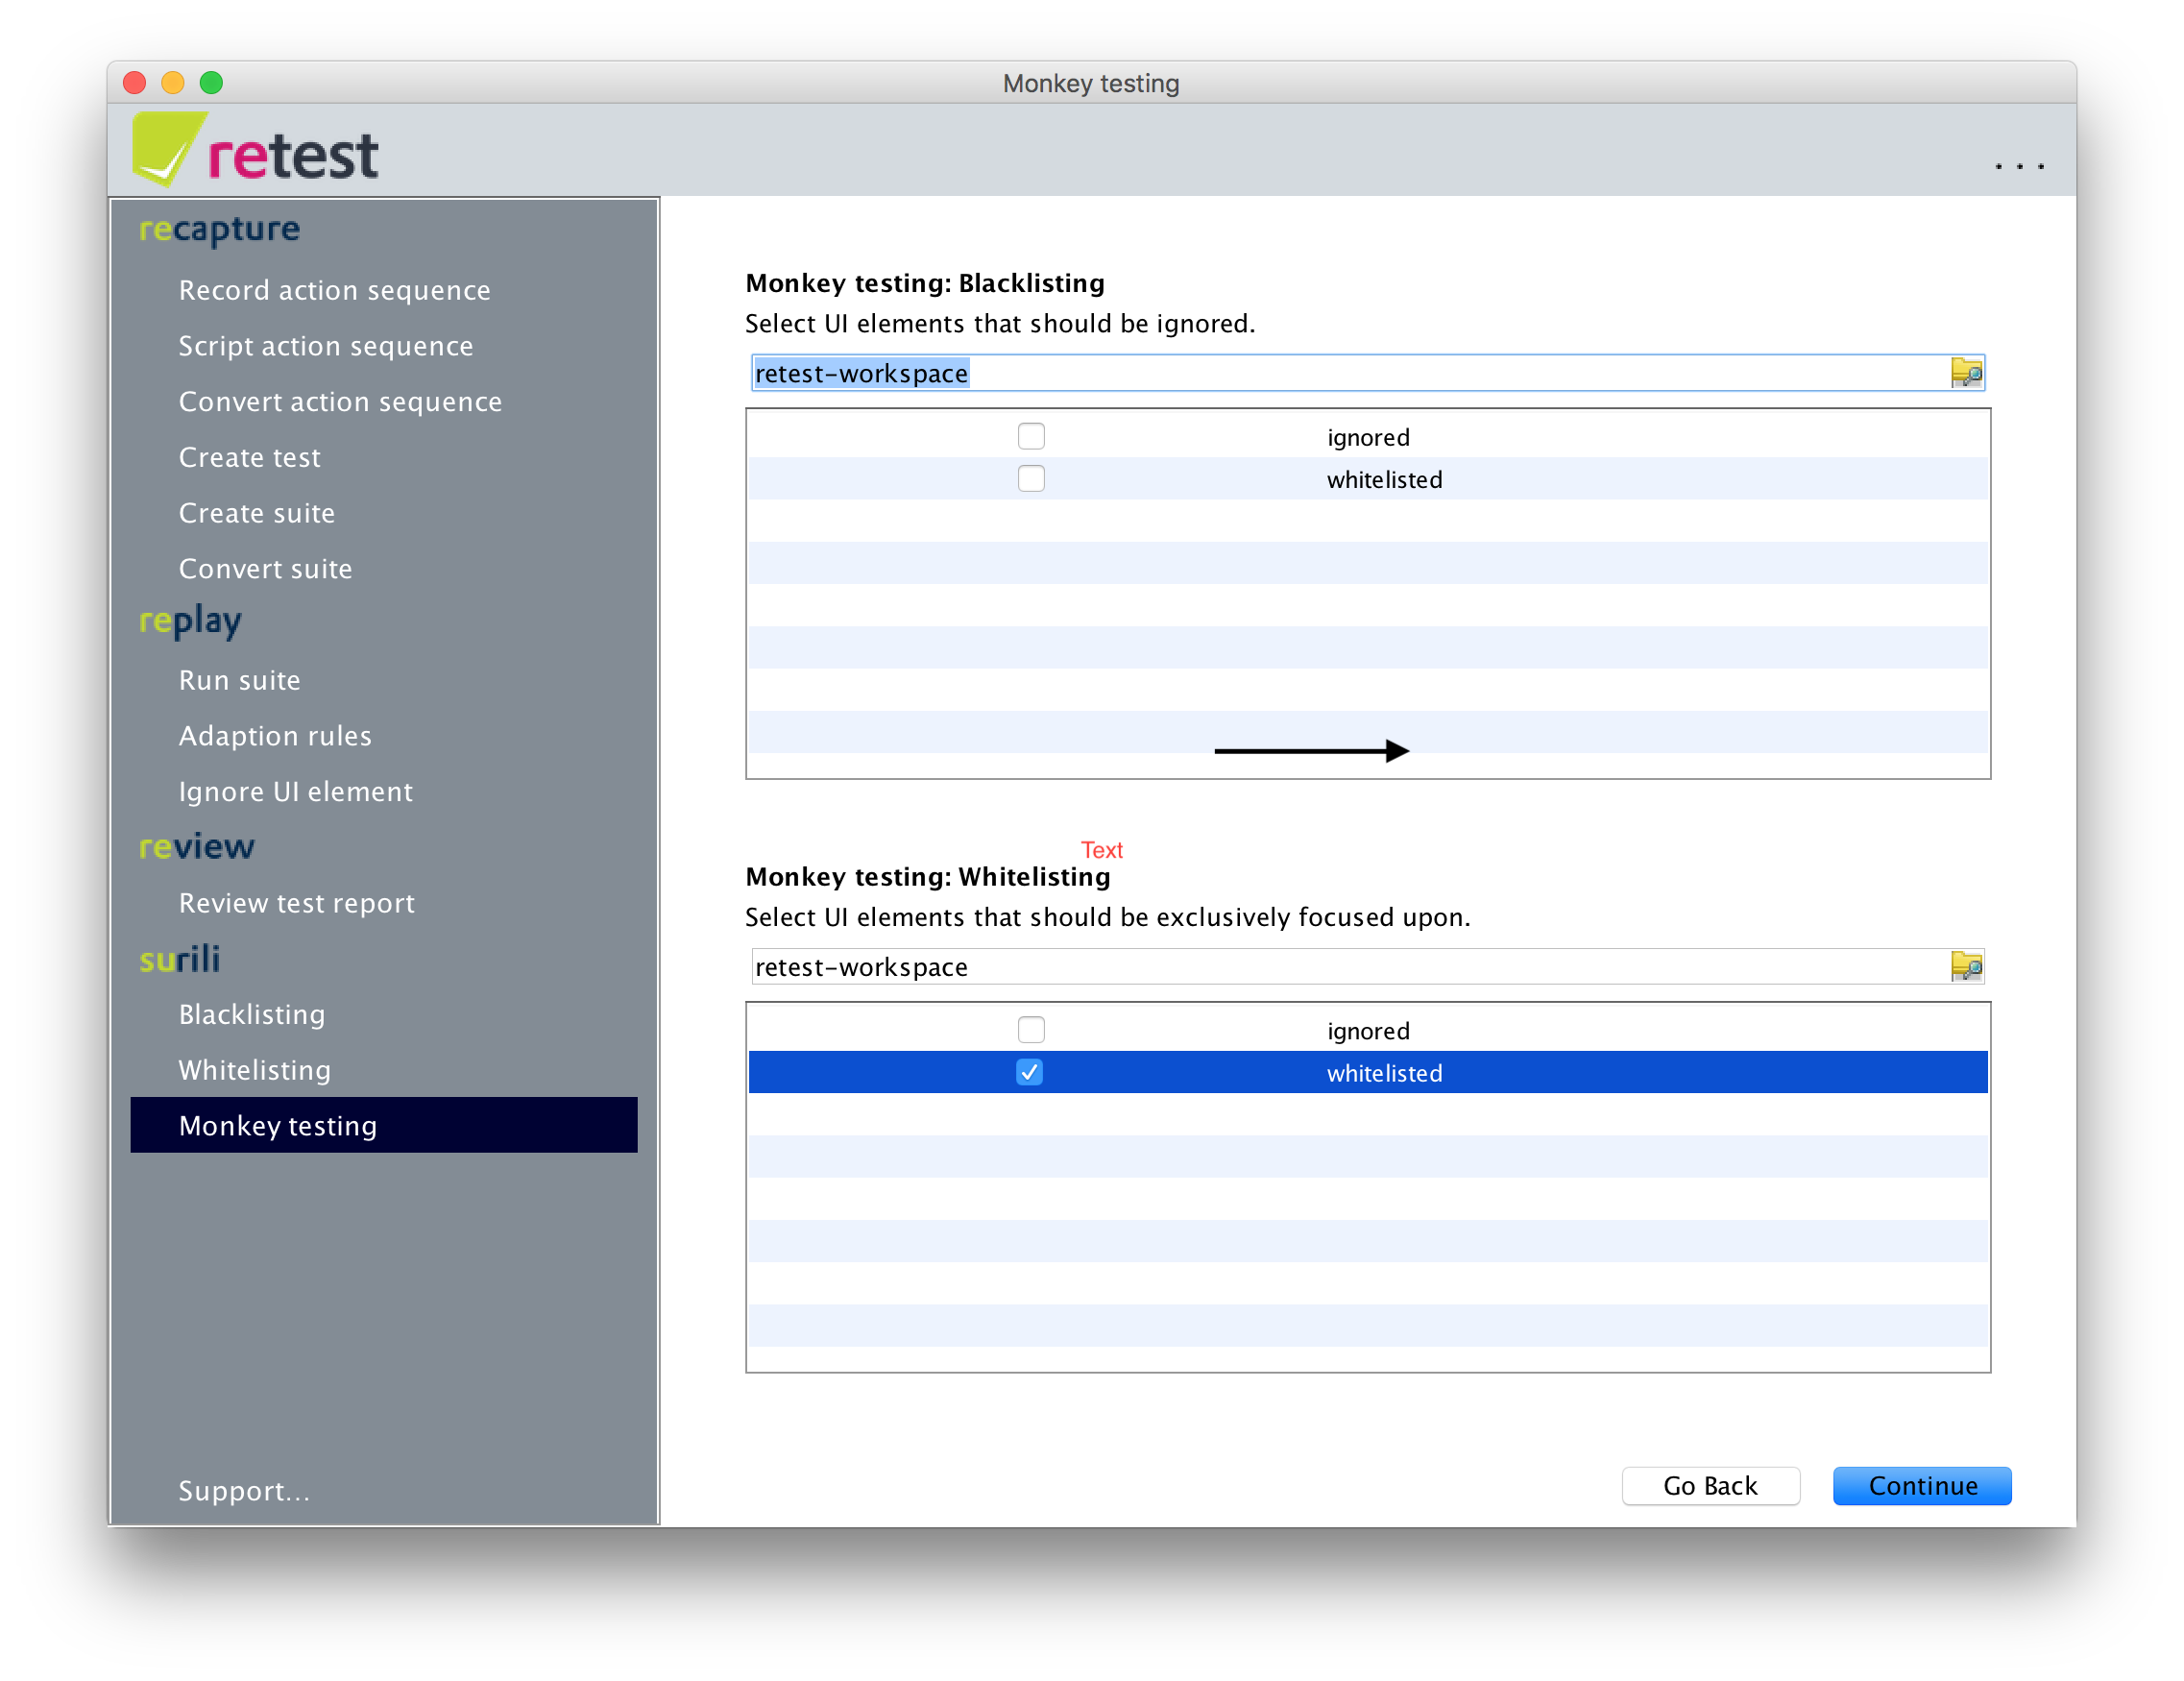 Monkey testing
retest
...
recapture
Record action sequence
Script action sequence
Convert action sequence
Create test
Create suite
Convert suite
replay
Run suite
Adaption rules
Ignore UI element
review
Review test report
surili
Blacklisting
Whitelisting
Monkey testing
Support...
Monkey testing: Blacklisting
Select UI elements that should be ignored.
retest-workspace
ignored
whitelisted
Text
Monkey testing: Whitelisting
Select UI elements that should be exclusively focused upon.
retest-workspace
ignored
whitelisted
Go Back
Continue